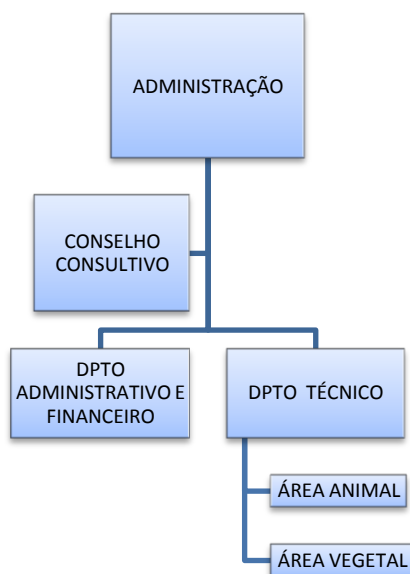 ADMINISTRAÇÃO
CONSELHO
CONSULTIVO
DPTO
ADMINISTRATIVO E
FINANCEIRO
DPTO TÉCNICO
ÁREA ANIMAL
ÁREA VEGETAL